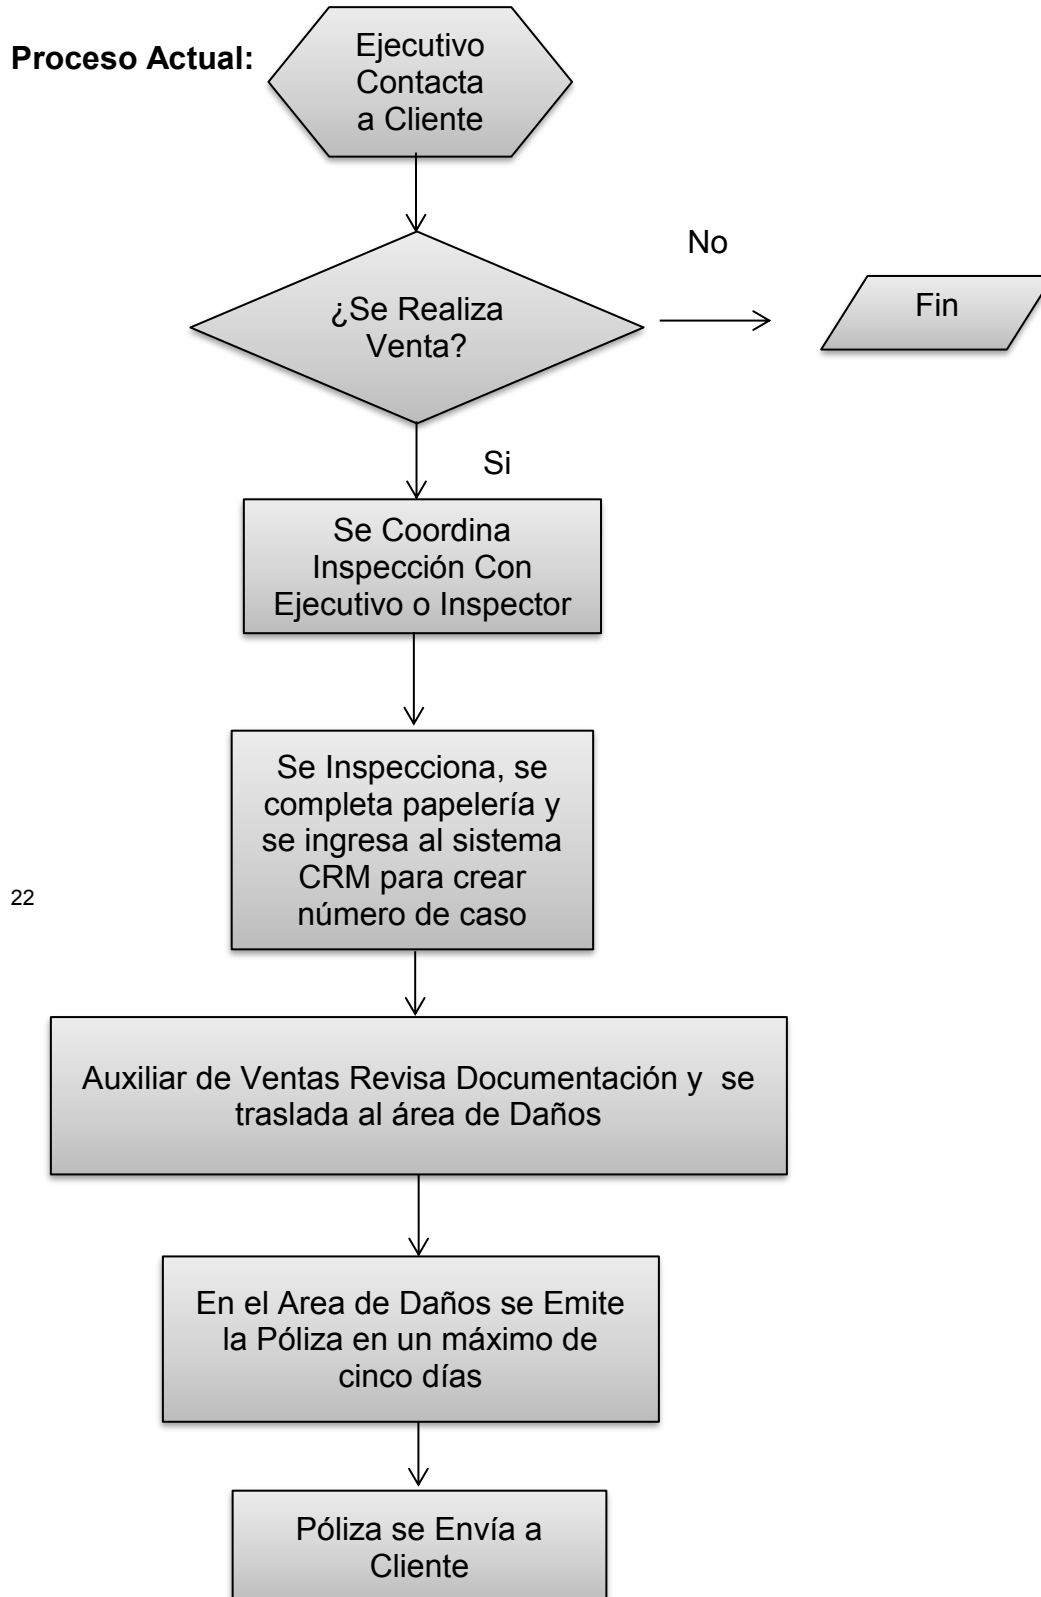 Proceso Actual:
Ejecutivo
Contacta
a Cliente
¿Se Realiza
Venta?
No
Fin
Si
Se Coordina
Inspección Con
Ejecutivo o Inspector
Se Inspecciona, se
completa papelería y
se ingresa al sistema
CRM para crear
número de caso
22
Auxiliar de Ventas Revisa Documentación y  se
traslada al área de Daños
En el Area de Daños se Emite
la Póliza en un máximo de
cinco días
Póliza se Envía a
Cliente